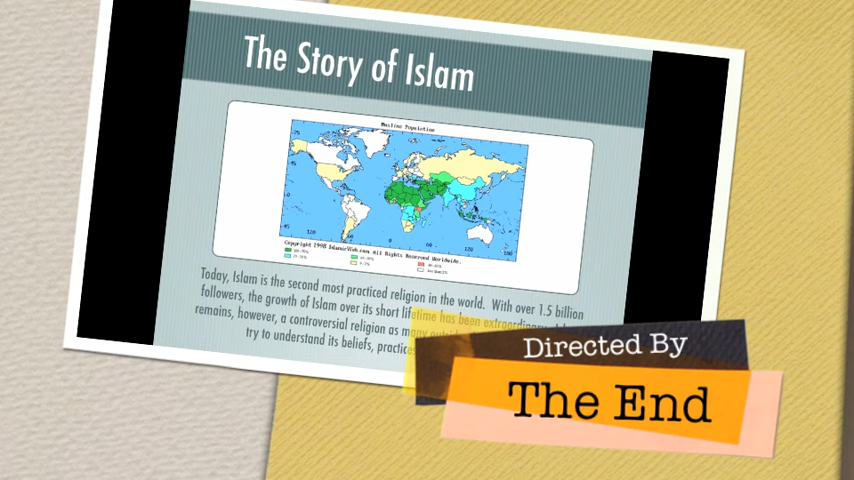 The Story of Islam
Muslims Population
Copyright 1998 IslamicWeb.com All Rights Reserved Worldwide.
Today, Islam is the second most practiced religion in the world. With over 1.5 billion
followers, the growth of Islam over its short lifetime has been extraordinary.
remains, however, a controversial religion as many
try to understand its beliefs,
Directed By
The End